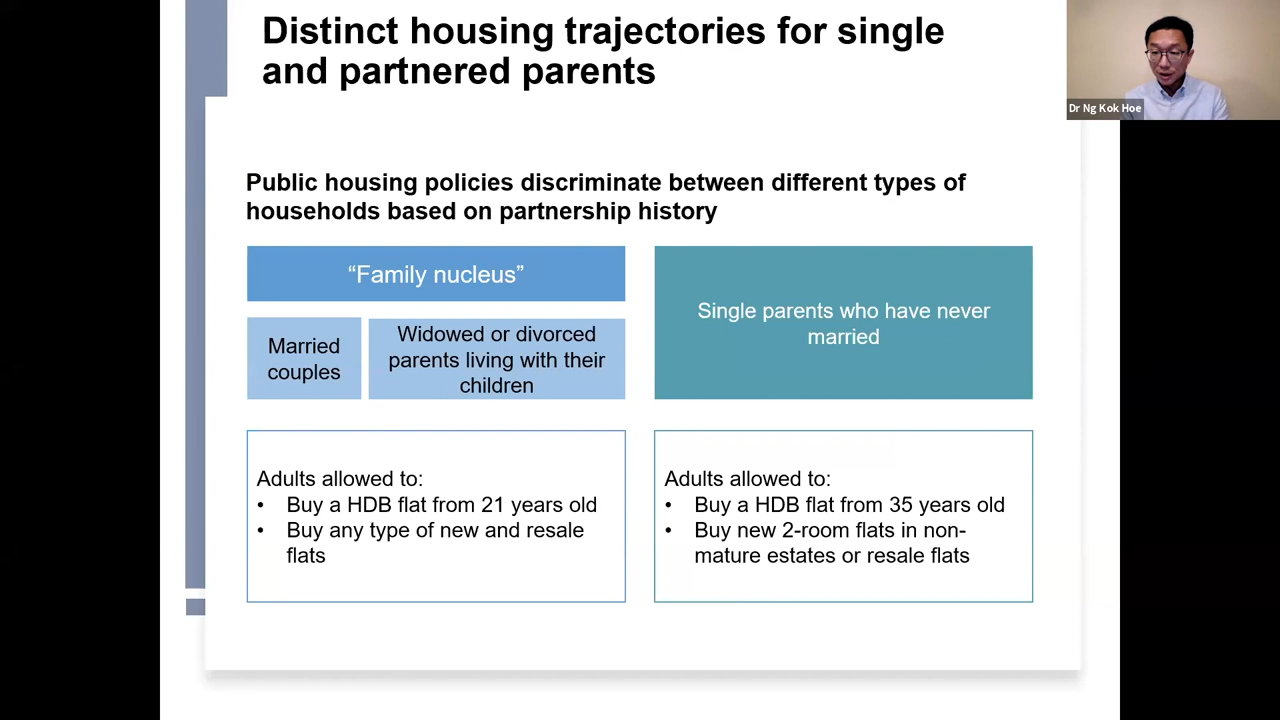 Distinct housing trajectories for single
and partnered parents
Dr Ng Kok Hoe
Public housing policies discriminate between different types of
households based on partnership history
“Family nucleus”
Married
couples
Widowed or divorced
parents living with their
children
Single parents who have never
married
Adults allowed to:
• Buy a HDB flat from 21 years old
• Buy any type of new and resale
flats
Adults allowed to:
• Buy a HDB flat from 35 years old
• Buy new 2-room flats in non-
mature estates or resale flats